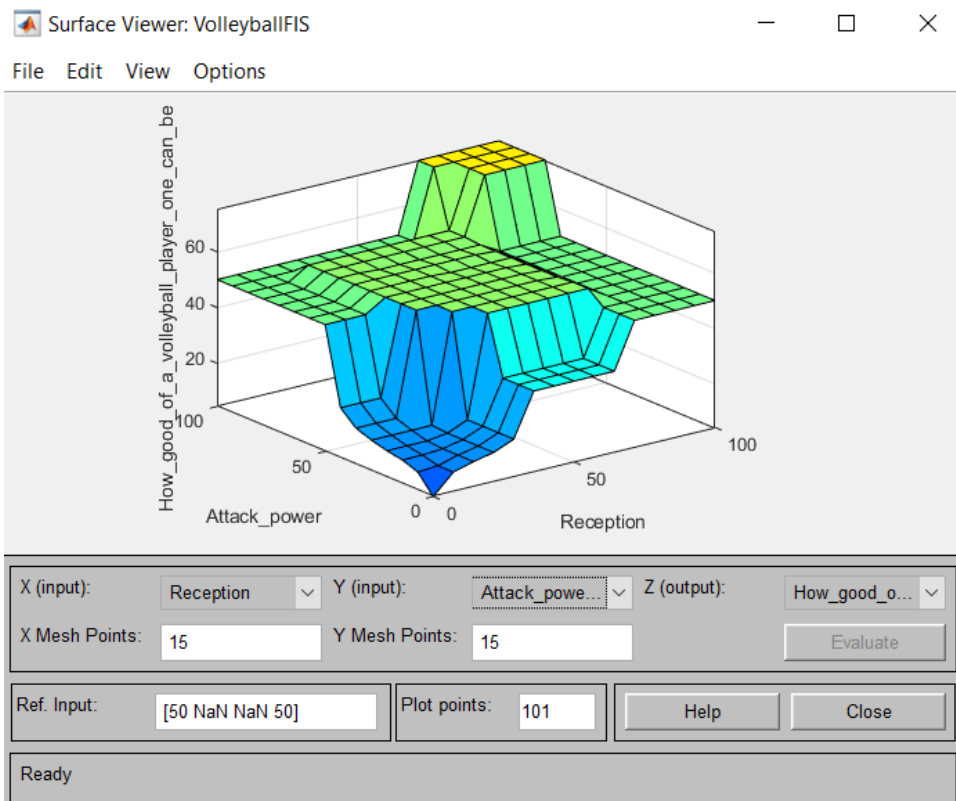 Surface Viewer: VolleyballFIS
File Edit View Options
How_good_of_a_volleyball_player_one_can_be
60
40
20
100
50
0
Attack_power
0
50
100
Reception
X (input): Reception Y (input): Attack_powe... Z (output): How_good_o...
X Mesh Points: 15 Y Mesh Points: 15 Evaluate
Ref. Input: [50 NaN NaN 50] Plot points: 101 Help Close
Ready